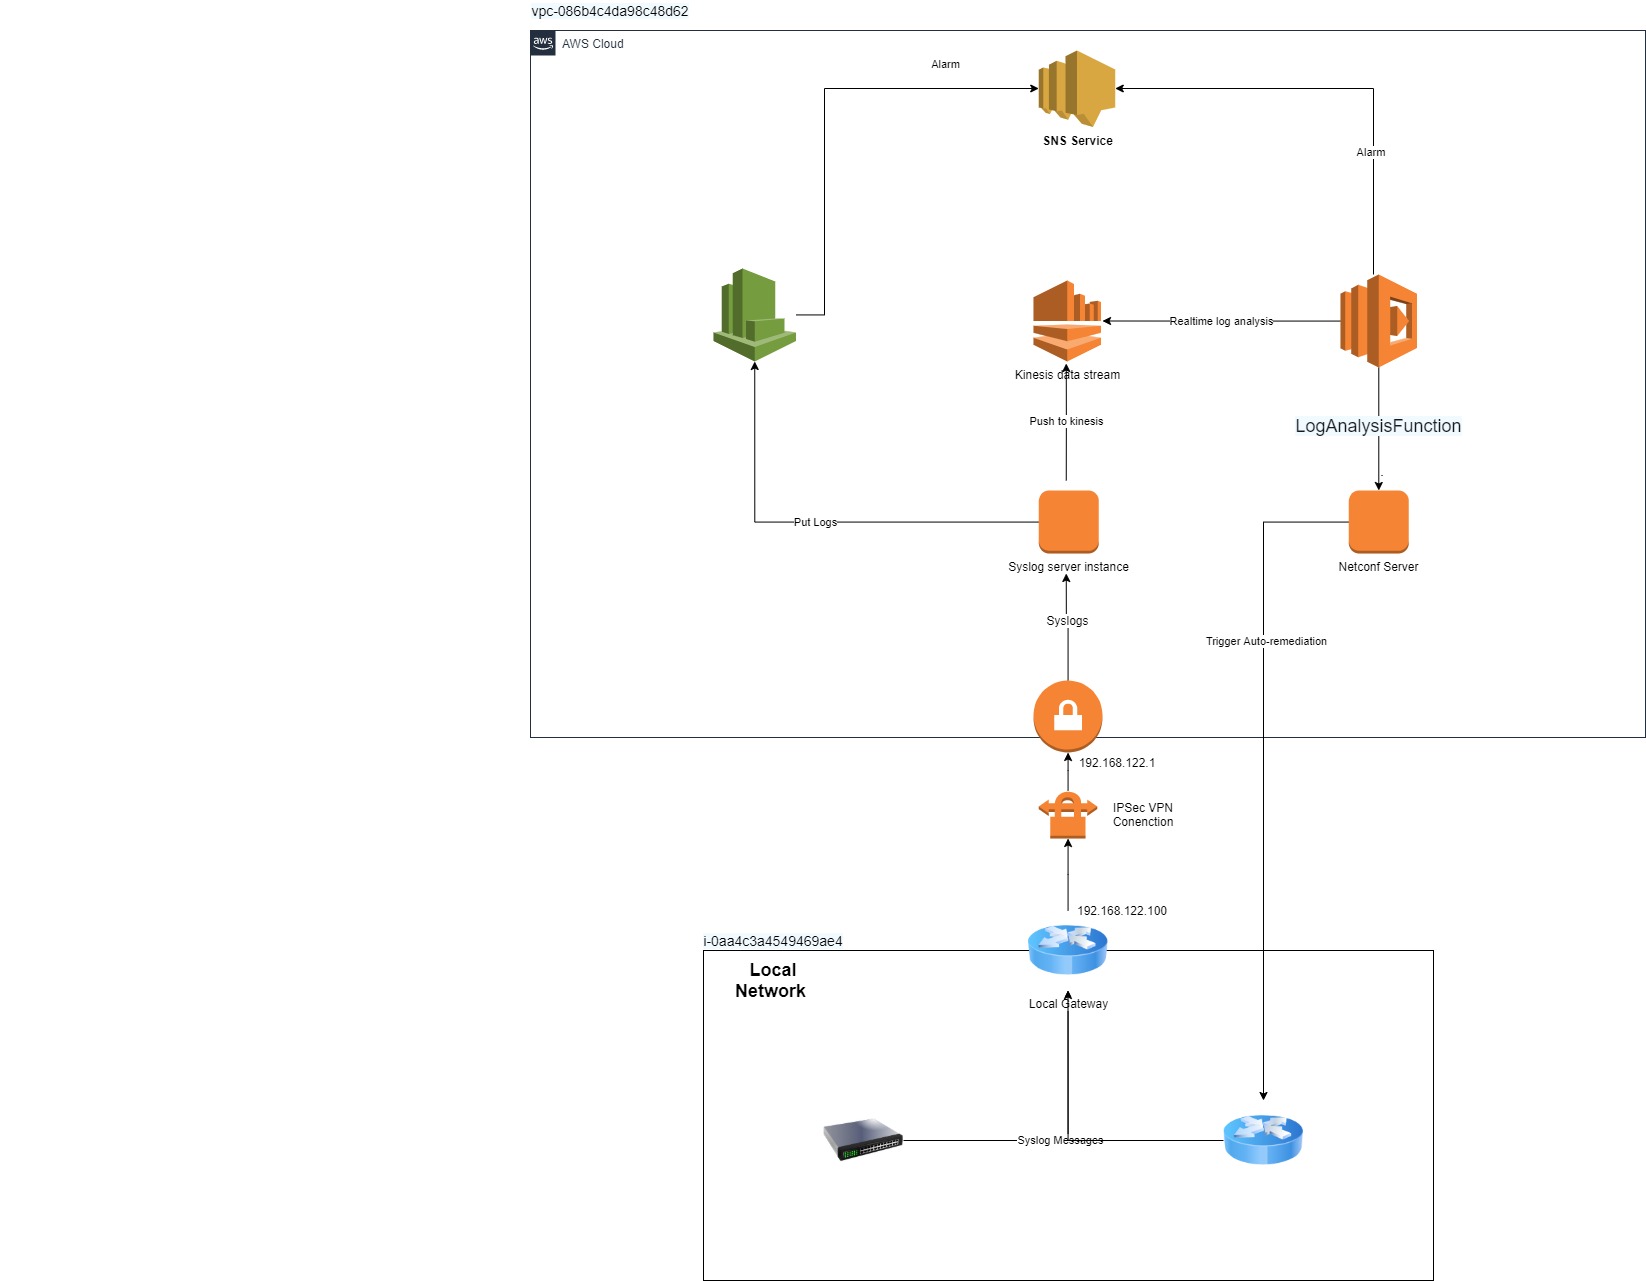 vpc-086b4c4da98c48d62
aws
AWS Cloud
Alarm
SNS Service
Alarm
Realtime log analysis
Kinesis data stream
Push to kinesis
LogAnalysisFunction
Put Logs
Syslog server instance
Netconf Server
Syslogs
Trigger Auto-remediation
192.168.122.1
IPSec VPN
Conenction
192.168.122.100
i-0aa4c3a4549469ae4
Local
Network
Local Gateway
Syslog Messages